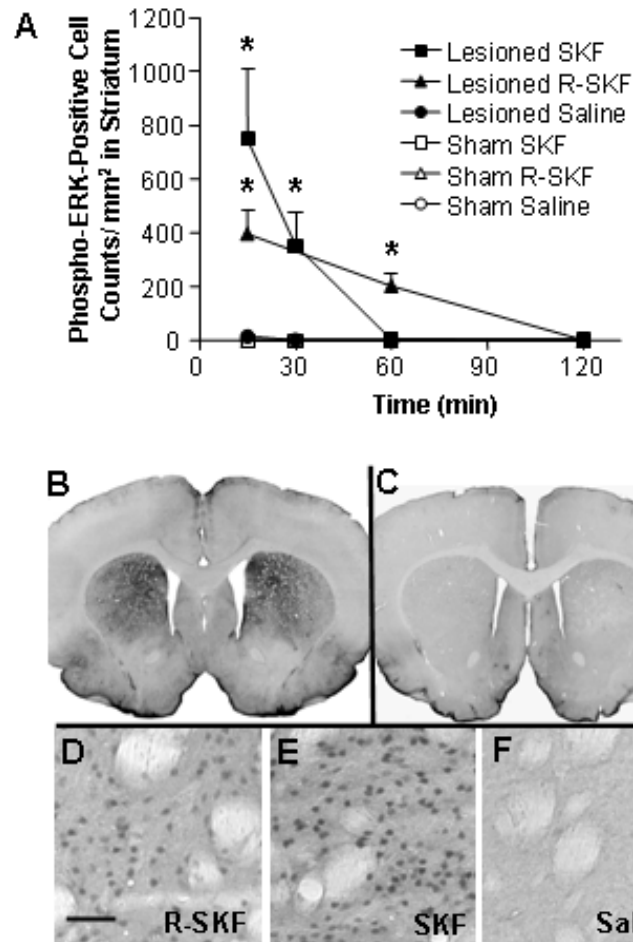 A
Phospho-ERK-Positive Cell
Counts/ mm² in Striatum
1200
1000
800
600
400
200
0
*
*
*
*
Lesioned SKF
Lesioned R-SKF
Lesioned Saline
Sham SKF
Sham R-SKF
Sham Saline
0 30 60 90 120
Time (min)
B
C
D
E
F
R-SKF
SKF
Sa